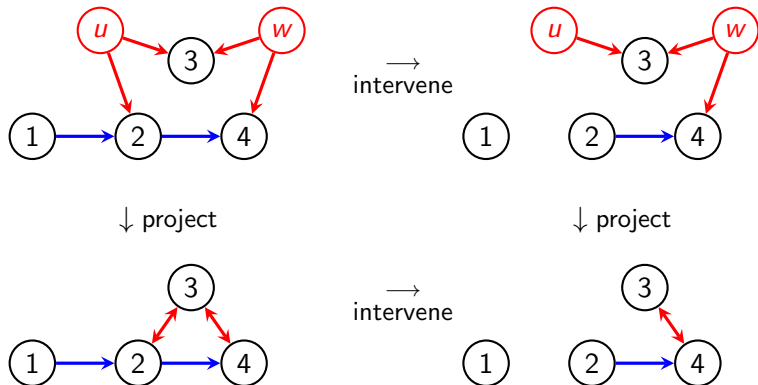 u w u w
3 → 3
intervene
1 2 4 1 2 4
↓ project ↓ project
3 → 3
intervene
1 2 4 1 2 4